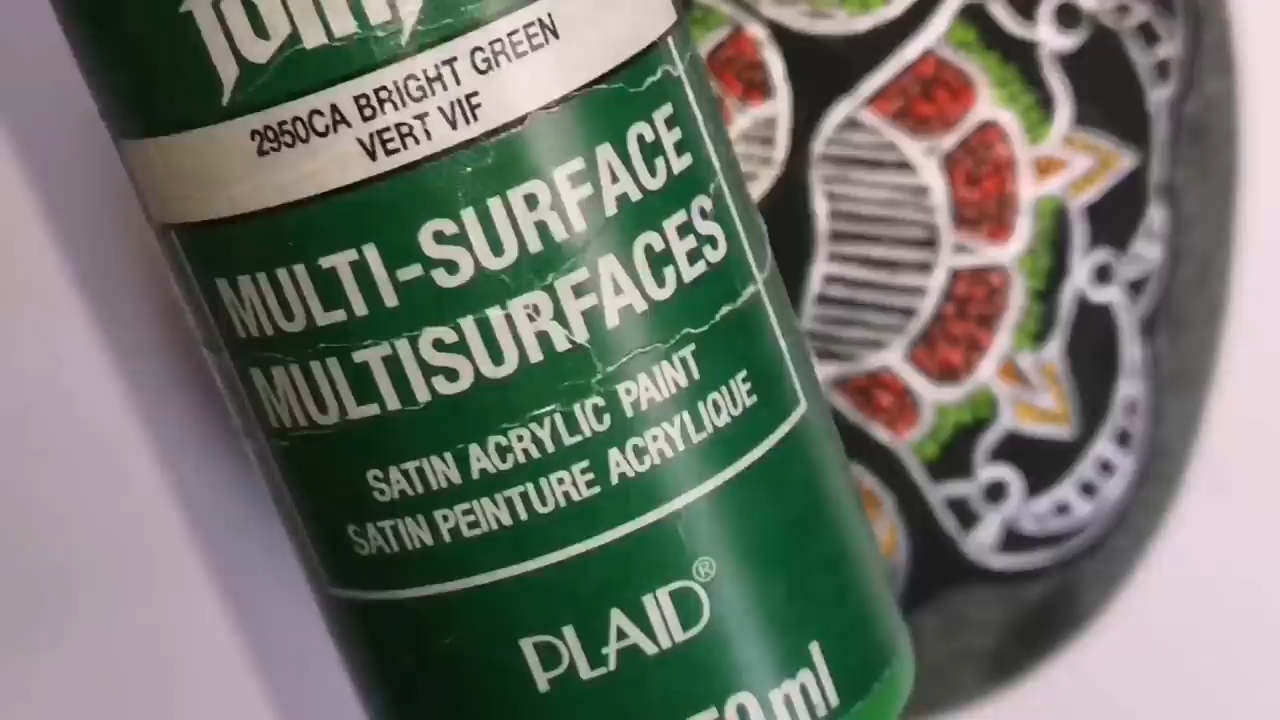 2950CA BRIGHT GREEN
VERT VIF
MULTI-SURFACE
MULTISURFACES
SATIN ACRYLIC PAINT
SATIN PEINTURE ACRYLIQUE
PLAID®